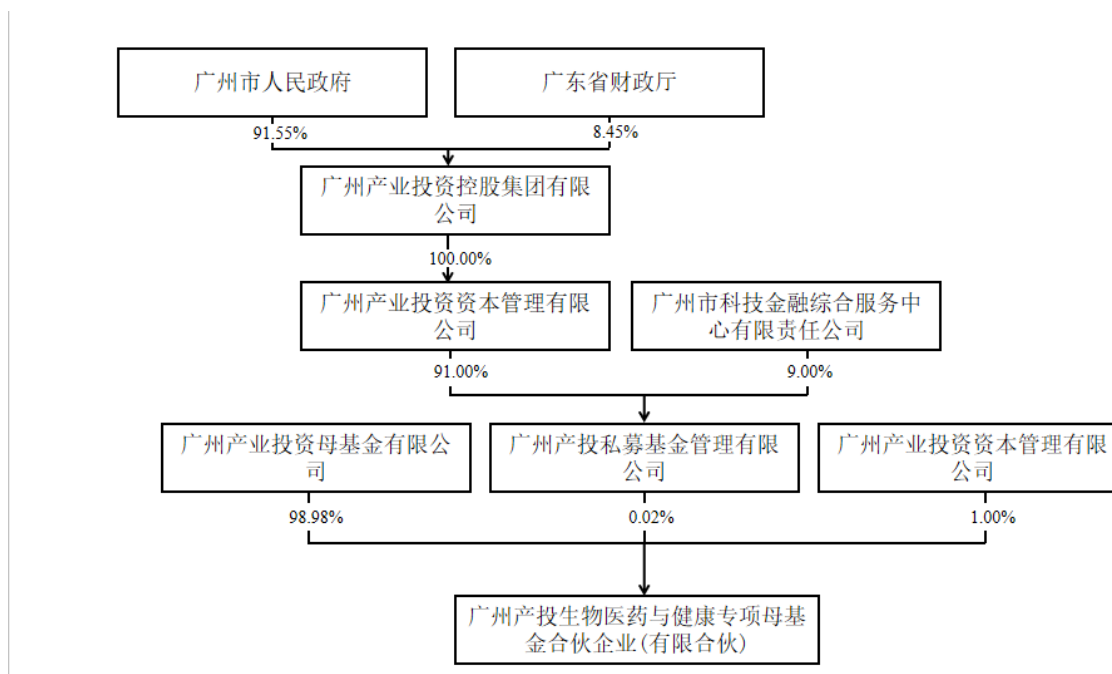 广州市人民政府
广东省财政厅
91.55%
8.45%
广州产业投资控股集团有限
公司
100.00%
广州产业投资资本管理有限
公司
广州市科技金融综合服务中
心有限责任公司
91.00%
9.00%
广州产业投资母基金有限公
司
广州产投私募基金管理有限
公司
广州产业投资资本管理有限
公司
98.98%
0.02%
1.00%
广州产投生物医药与健康专项母基
金合伙企业(有限合伙)